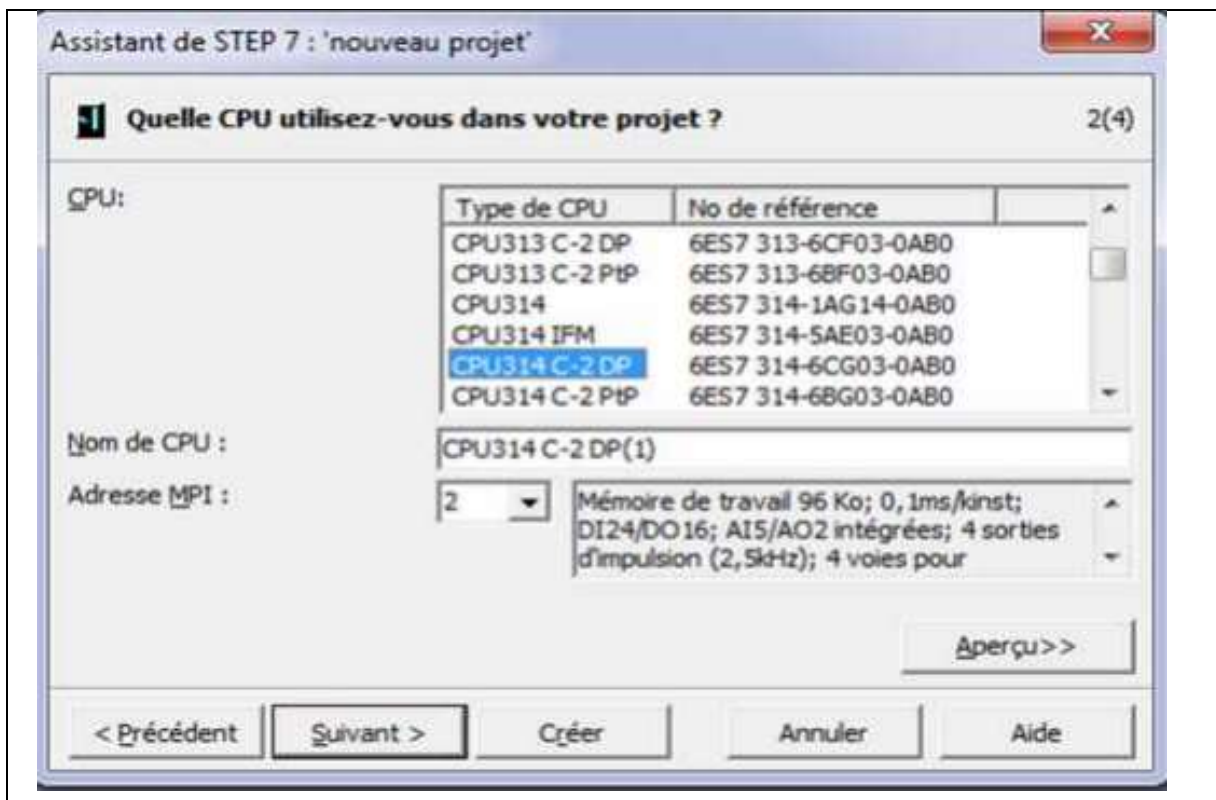 Assistant de STEP 7 : 'nouveau projet'
Quelle CPU utilisez-vous dans votre projet ? 2(4)
CPU:
Type de CPU No de référence
CPU313 C-2 DP 6ES7 313-6CF03-0AB0
CPU313 C-2 PtP 6ES7 313-6BF03-0AB0
CPU314 6ES7 314-1AG14-0AB0
CPU314 IFM 6ES7 314-5AE03-0AB0
CPU314 C-2 DP 6ES7 314-6CG03-0AB0
CPU314 C-2 PtP 6ES7 314-6BG03-0AB0
Nom de CPU : CPU314 C-2 DP(1)
Adresse MPI : 2
Mémoire de travail 96 Ko; 0,1ms/kinst;
DI24/DO16; AI5/AO2 intégrées; 4 sorties
d'impulsion (2,5kHz); 4 voies pour
Aperçu>>
< Précédent Suivant > Créer Annuler Aide